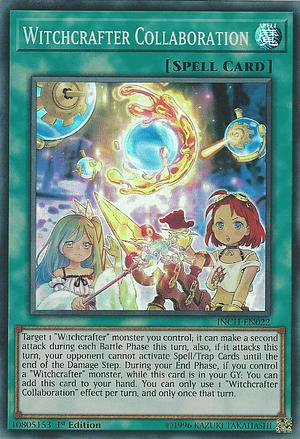 Witchcrafter Collaboration
SPELL
[Spell Card]
INCH-EN022
Target 1 "Witchcrafter" monster you control; it can make a second
attack during each Battle Phase this turn, also, if it attacks this
turn, your opponent cannot activate Spell/Trap Cards until the
end of the Damage Step. During your End Phase, if you control
a "Witchcrafter" monster, while this card is in your GY: You can
add this card to your hand. You can only use 1 "Witchcrafter
Collaboration" effect per turn, and only once that turn.
10805153 1st Edition ©1996 KAZUKI TAKAHASHI